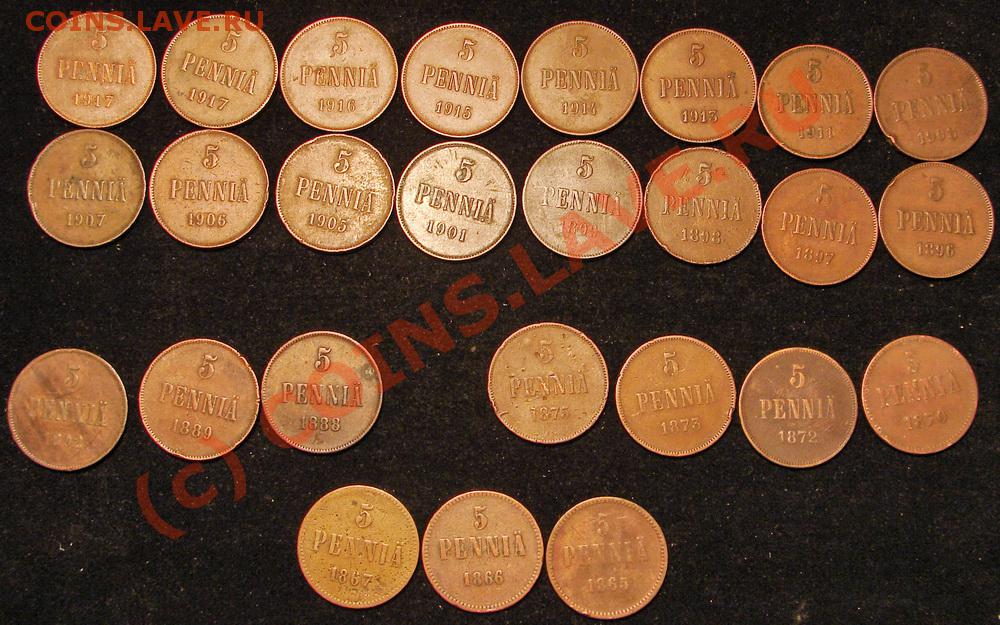 COINS.LAVE.RU
5 PENNIÄ 1917
5 PENNIÄ 1917
5 PENNIÄ 1916
5 PENNIÄ 1915
5 PENNIÄ 1914
5 PENNIÄ 1913
5 PENNIÄ 1911
5 PENNIÄ
5 PENNIÄ 1907
5 PENNIÄ 1906
5 PENNIÄ 1905
5 PENNIÄ 1901
5 PENNIÄ
5 PENNIÄ 1898
5 PENNIÄ 1897
5 PENNIÄ 1896
5 PENNIÄ
5 PENNIÄ 1889
5 PENNIÄ 1888
5 PENNIÄ 1875
5 PENNIÄ 1873
5 PENNIÄ 1872
5 PENNIÄ 1870
5 PENNIÄ 1867
5 PENNIÄ 1866
5 PENNIÄ 1865
(c) COINS.LAVE.RU